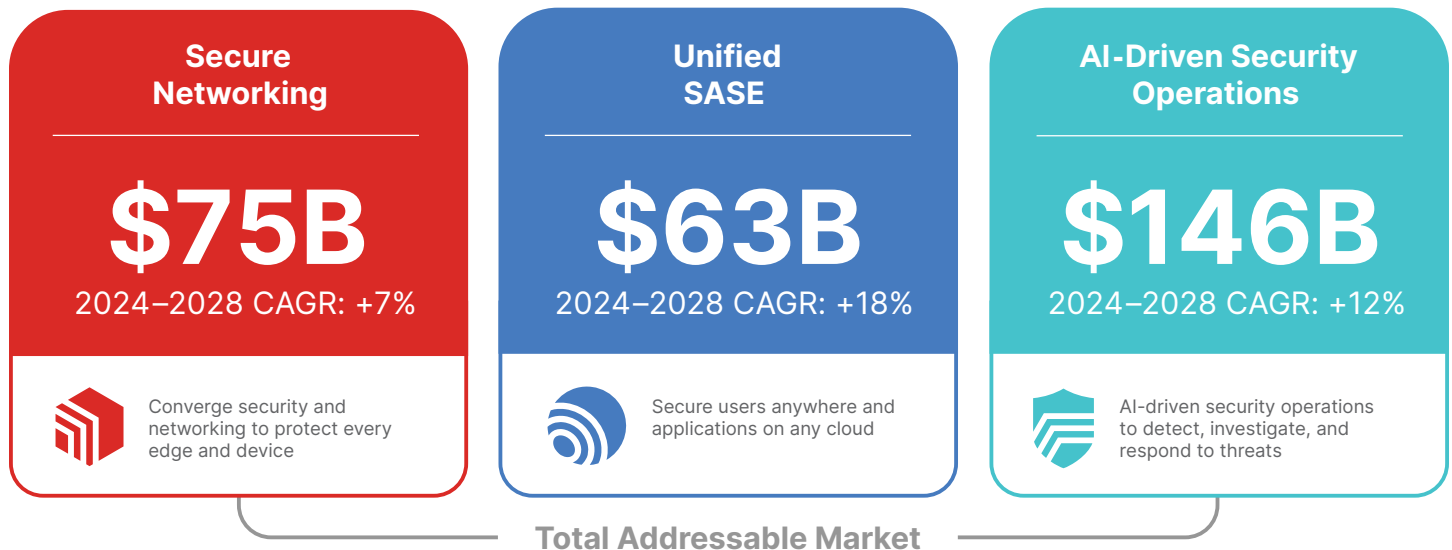 Secure
Networking
$75B
2024–2028 CAGR: +7%
Converge security and
networking to protect every
edge and device
Unified
SASE
$63B
2024–2028 CAGR: +18%
Secure users anywhere and
applications on any cloud
AI-Driven Security
Operations
$146B
2024–2028 CAGR: +12%
AI-driven security operations
to detect, investigate, and
respond to threats
Total Addressable Market